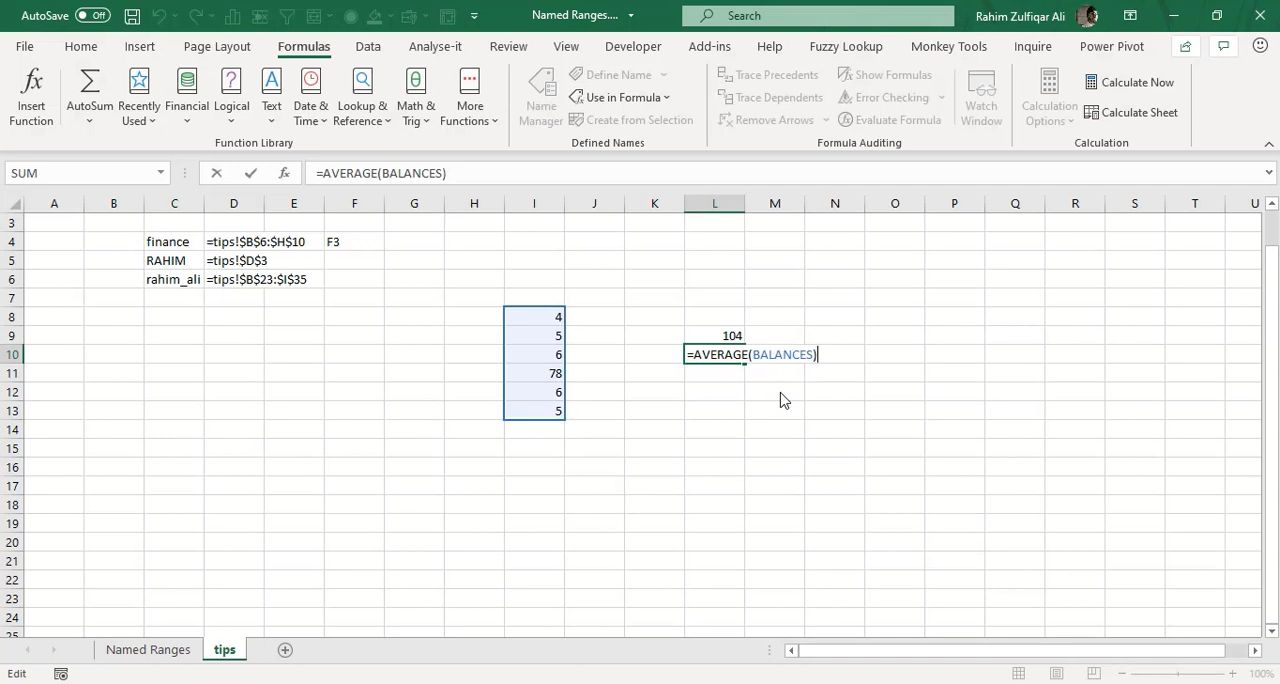 AutoSave Off Named Ranges.... Search Rahim Zulfiqar Ali
File Home Insert Page Layout Formulas Data Analyse-it Review View Developer Add-ins Help Fuzzy Lookup Monkey Tools Inquire Power Pivot
Insert Function AutoSum Recently Used Financial Logical Text Date & Time Lookup & Reference Math & Trig More Functions
Function Library
Name Manager Define Name Use in Formula Create from Selection
Defined Names
Trace Precedents Trace Dependents Remove Arrows Show Formulas Error Checking Evaluate Formula Watch Window
Formula Auditing
Calculation Options Calculate Now Calculate Sheet
Calculation
SUM fx =AVERAGE(BALANCES)
A B C D E F G H I J K L M N O P Q R S T U
3
4 finance =tips!$B$6:$H$10 F3
5 RAHIM =tips!$D$3
6 rahim_ali =tips!$B$23:$I$35
7
8 4
9 5 104
10 6 =AVERAGE(BALANCES)
11 78
12 6
13 5
14
15
16
17
18
19
20
21
22
23
24
25
Named Ranges tips
Edit 100%